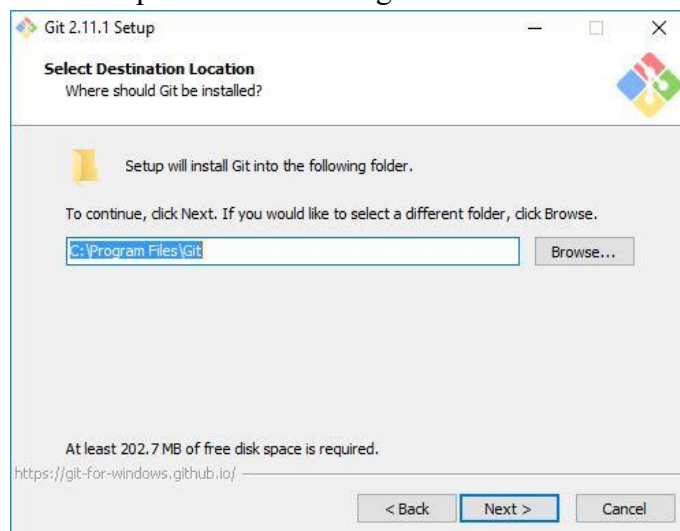 Git 2.11.1 Setup
Select Destination Location
Where should Git be installed?
Setup will install Git into the following folder.
To continue, click Next. If you would like to select a different folder, click Browse.
C:\Program Files\Git
Browse...
At least 202.7 MB of free disk space is required.
https://git-for-windows.github.io/
< Back
Next >
Cancel